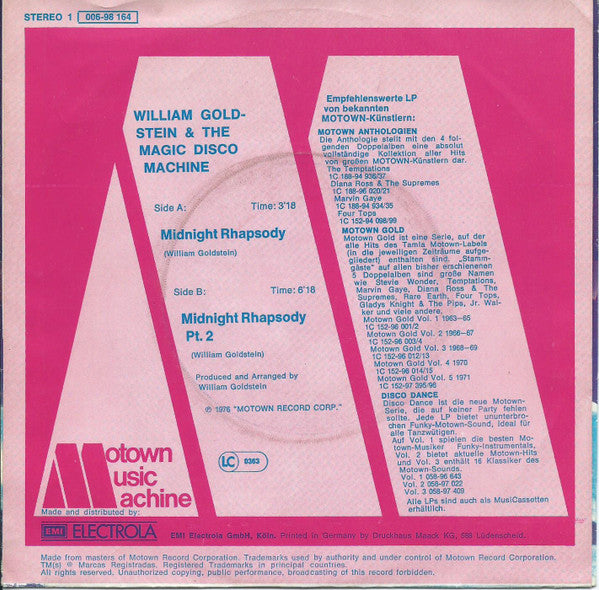 STEREO 1 006-98 164
WILLIAM GOLD-
STEIN & THE
MAGIC DISCO
MACHINE
Side A: Time: 3'18
Midnight Rhapsody
(William Goldstein)
Side B: Time: 6'18
Midnight Rhapsody
Pt. 2
(William Goldstein)
Produced and Arranged by
William Goldstein
℗ 1976 "MOTOWN RECORD CORP."
LC 0363
Empfehlenswerte LP
von bekannten
MOTOWN-Künstlern:
MOTOWN ANTHOLOGIEN
Die Anthologie stellt mit den 4 fol-
genden Doppelalben eine absolut
vollständige Kollektion aller Hits
von großen MOTOWN-Künstlern dar.
The Temptations
1C 188-94 936/37
Diana Ross & The Supremes
1C 188-96 020/21
Marvin Gaye
1C 188-94 934/35
Four Tops
1C 152-94 098/99
MOTOWN GOLD
Motown Gold ist eine Serie, auf der
alle Hits des Tamla Motown-Labels
(in die jeweiligen Zeiträume aufge-
gliedert) enthalten sind. „Stamm-
gäste" auf allen bisher erschienenen
5 Doppelalben sind große Namen
wie Stevie Wonder, Temptations,
Marvin Gaye, Diana Ross & The
Supremes, Rare Earth, Four Tops,
Gladys Knight & The Pips, Jr. Wal-
ker und viele andere.
Motown Gold Vol. 1 1963—65
1C 152-96 001/2
Motown Gold Vol. 2 1966—67
1C 152-96 003/4
Motown Gold Vol. 3 1968—69
1C 152-96 012/13
Motown Gold Vol. 4 1970
1C 152-96 014/15
Motown Gold Vol. 5 1971
1C 152-97 395/96
DISCO DANCE
Disco Dance ist die neue Motown-
Serie, die auf keiner Party fehlen
sollte. Jede LP bietet ununterbro-
chen Funky-Motown-Sound, ideal für
alle Tanzwütigen.
Auf Vol. 1 spielen die besten Mo-
town-Musiker Funky-Instrumentals,
Vol. 2 bietet aktuelle Motown-Hits
und Vol. 3 enthält 16 Klassiker des
Motown-Sounds.
Vol. 1 058-96 643
Vol. 2 058-97 022
Vol. 3 058-97 409
Alle LPs sind auch als MusiCassetten
erhältlich.
Motown
Music
Machine
Made and distributed by:
EMI ELECTROLA EMI Electrola GmbH, Köln. Printed in Germany by Druckhaus Maack KG, 588 Lüdenscheid.
Made from masters of Motown Record Corporation. Trademarks used by authority and under control of Motown Record Corporation.
TM(s) ® Marcas Registradas. Registered Trademarks in principal countries.
All rights reserved. Unauthorized copying, public performance, broadcasting of this record forbidden.